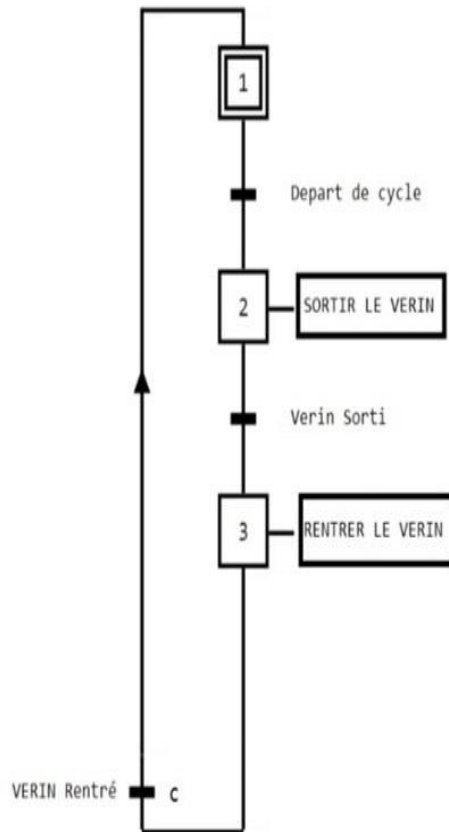 1
Depart de cycle
2 SORTIR LE VERIN
Verin Sorti
3 RENTRER LE VERIN
VERIN Rentré c